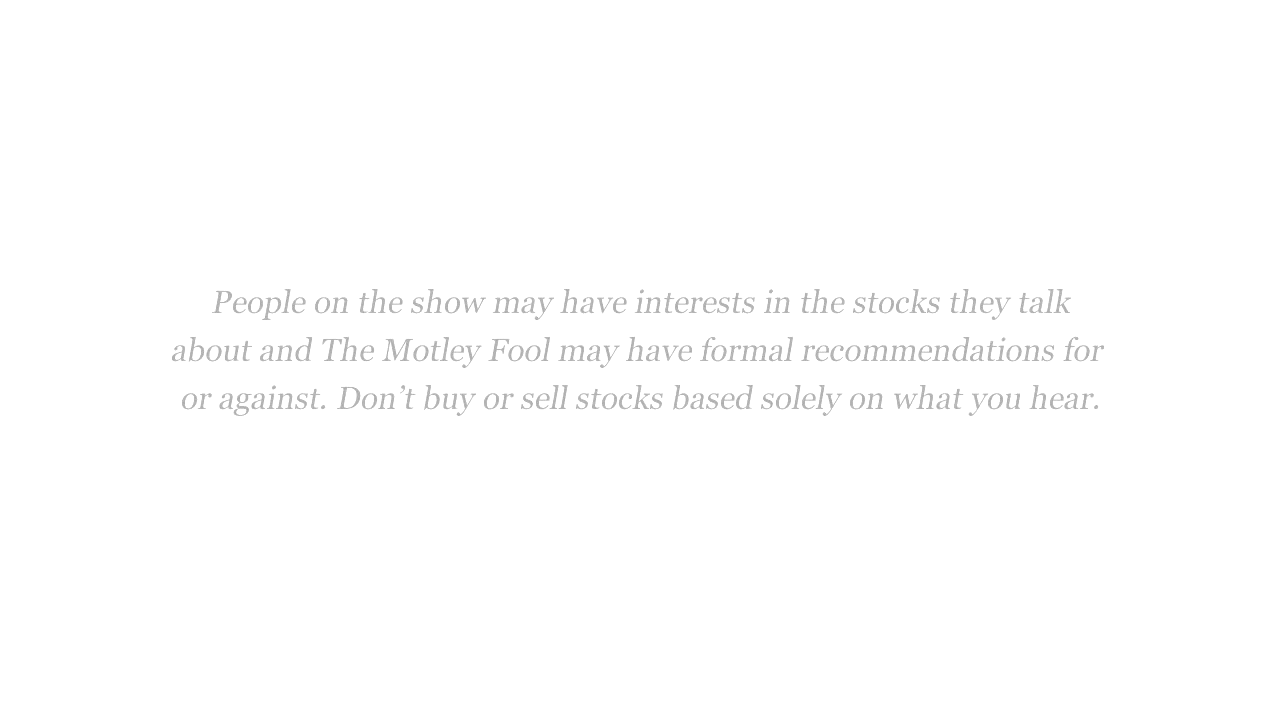 People on the show may have interests in the stocks they talk
about and The Motley Fool may have formal recommendations for
or against. Don’t buy or sell stocks based solely on what you hear.